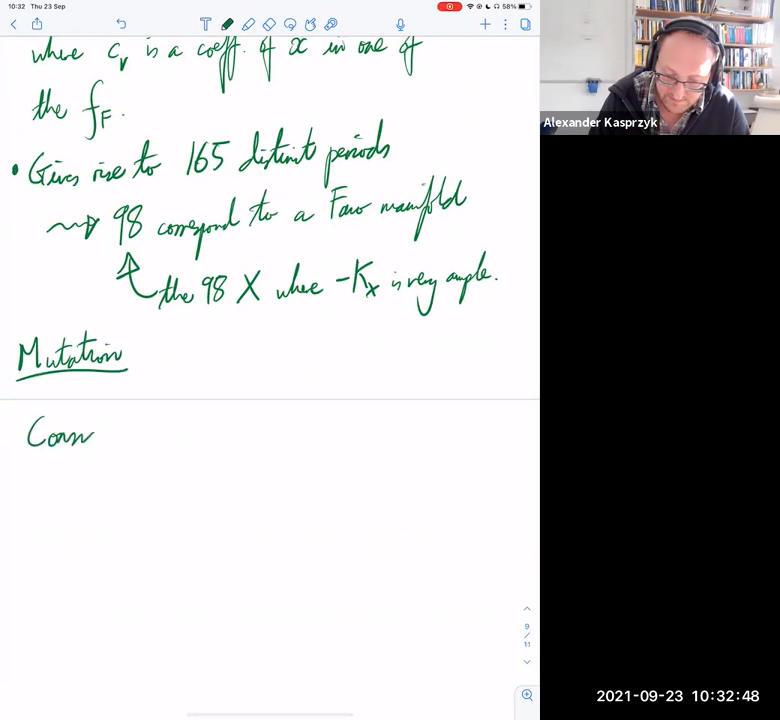 10:32 Thu 23 Sep
58%
where c_v is a coeff. of x in one of
the f_F.
• Gives rise to 165 distinct periods
⇝ 98 correspond to a Fano manifold
the 98 X where -K_X is very ample.
Mutation
9
/
11
Alexander Kasprzyk
2021-09-23 10:32:48